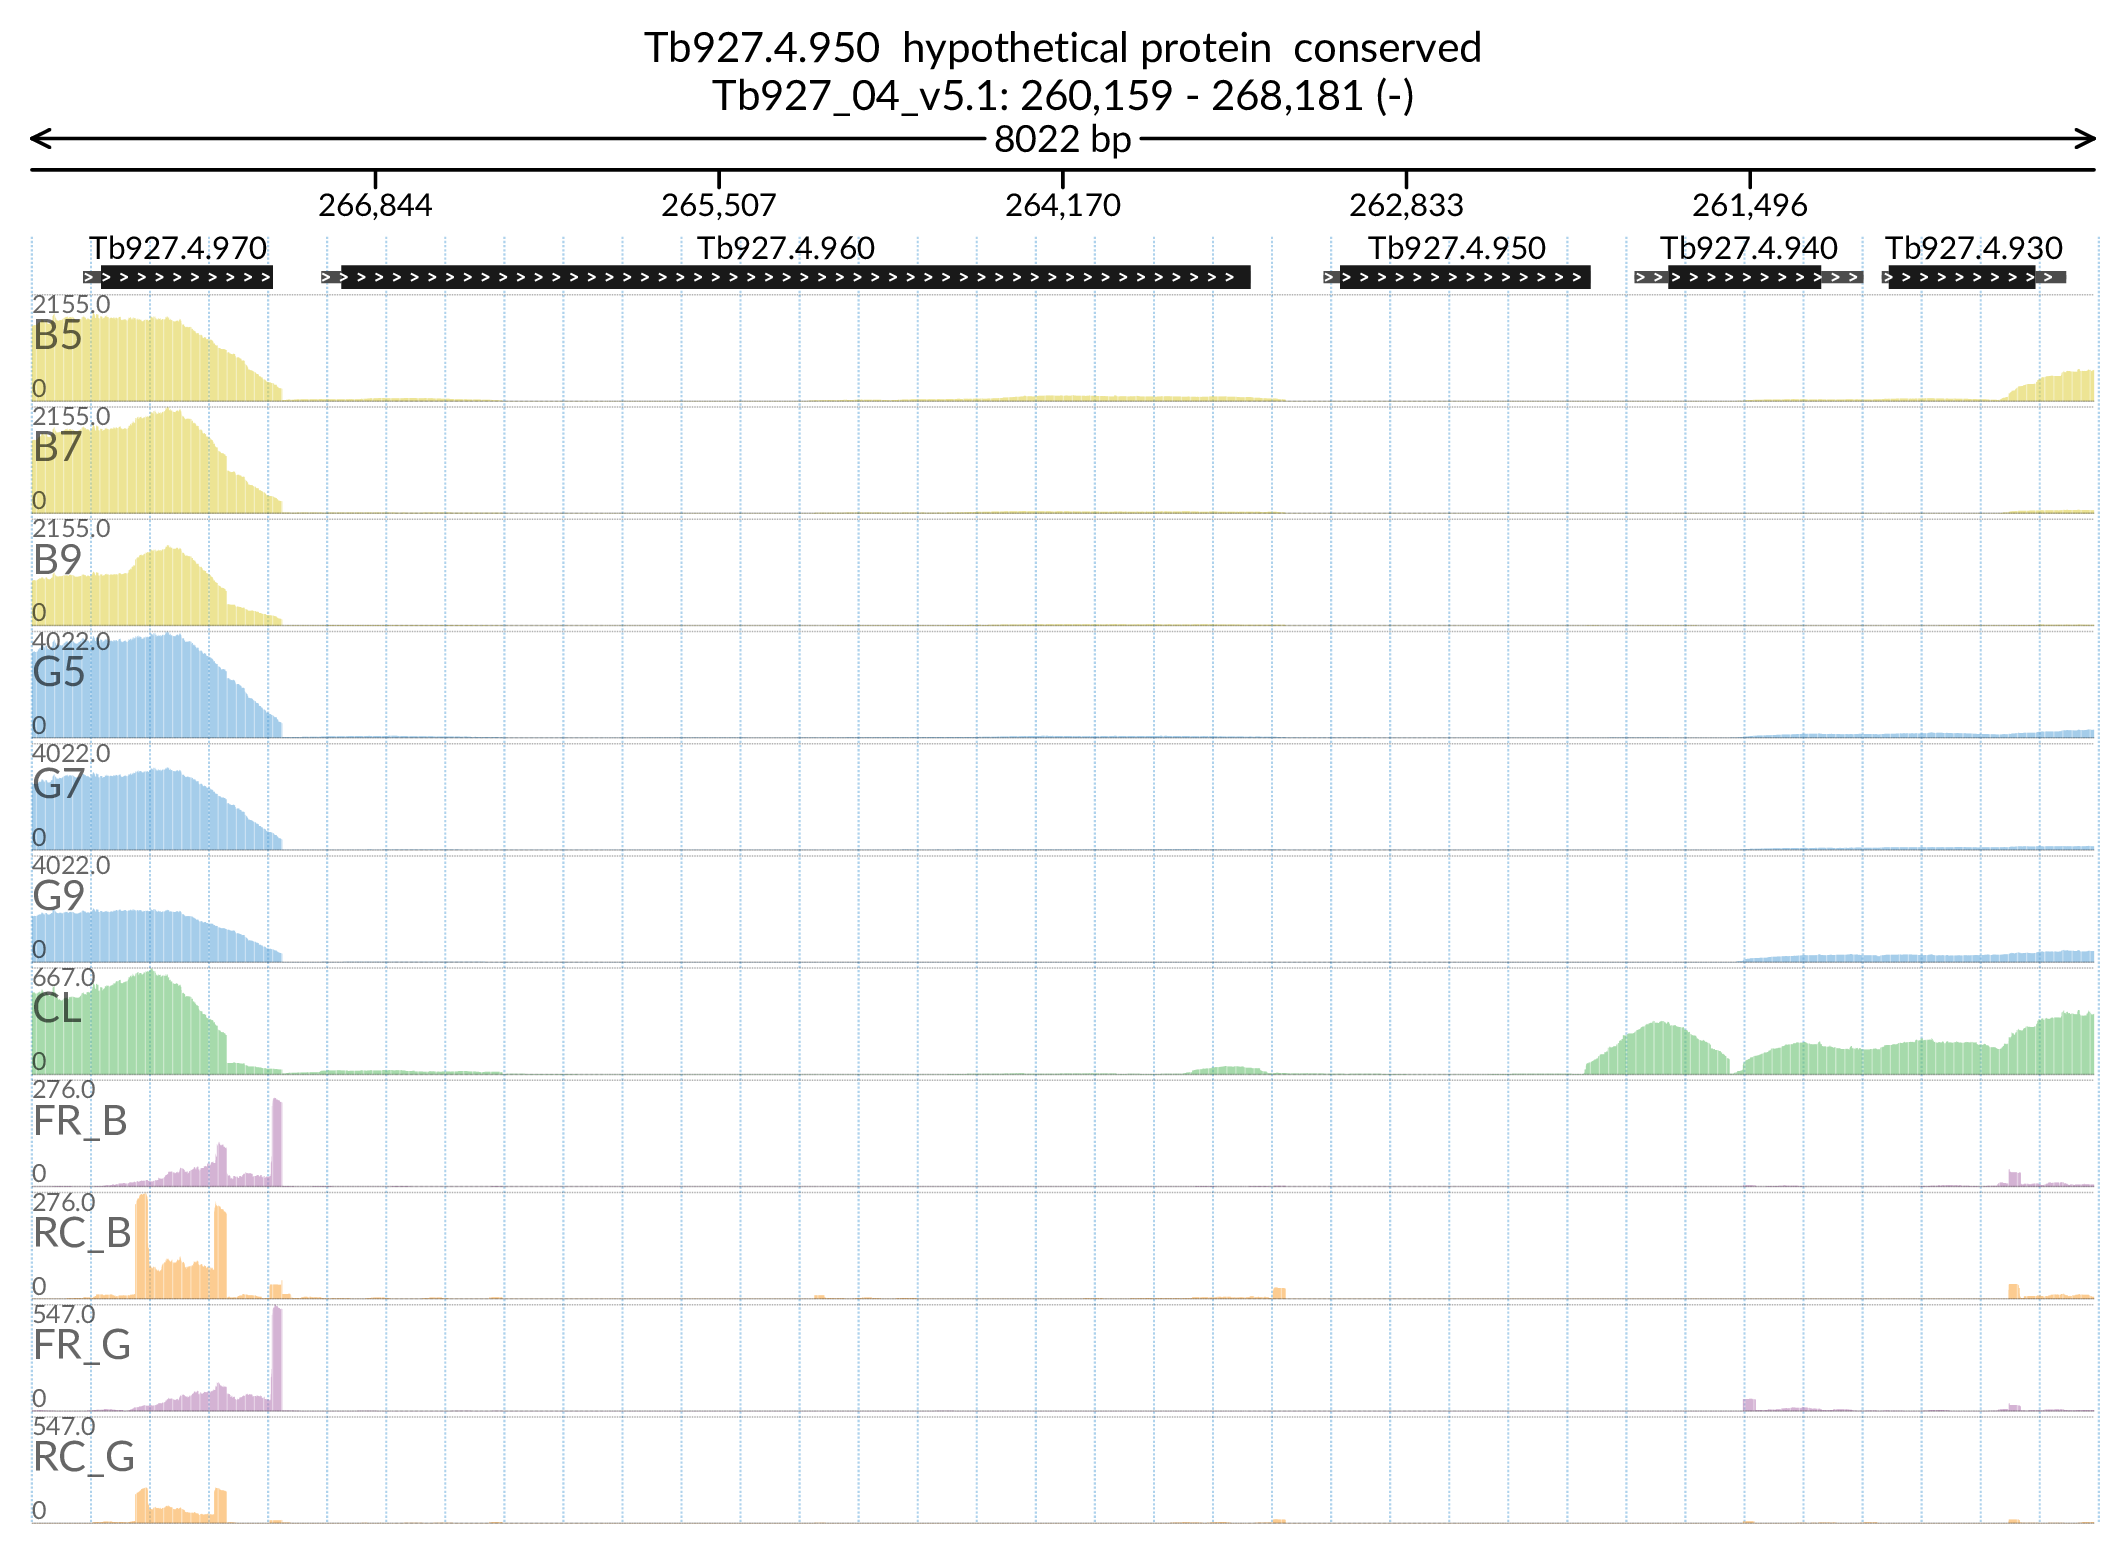 Tb927.4.950 hypothetical protein conserved
Tb927_04_v5.1: 260,159 - 268,181 (-)
8022 bp
266,844 265,507 264,170 262,833 261,496
Tb927.4.970 Tb927.4.960 Tb927.4.950 Tb927.4.940 Tb927.4.930
2155.0
B5
0
2155.0
B7
0
2155.0
B9
0
4022.0
G5
0
4022.0
G7
0
4022.0
G9
0
667.0
CL
0
276.0
FR_B
0
276.0
RC_B
0
547.0
FR_G
0
547.0
RC_G
0